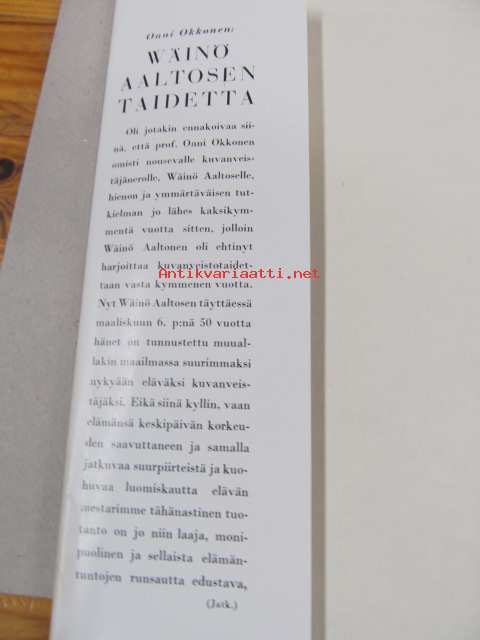 Onni Okkonen:
WÄINÖ
AALTOSEN
TAIDETTA
Oli jotakin ennakoivaa sii-
nä, että prof. Onni Okkonen
omisti nousevalle kuvanveis-
täjänerolle, Wäinö Aaltoselle,
hienon ja ymmärtäväisen tut-
kielman jo lähes kaksikym-
mentä vuotta sitten, jolloin
Wäinö Aaltonen oli ehtinyt
harjoittaa kuvanveistotaidet-
Antikvariaatti.net
taan vasta kymmenen vuotta.
Nyt Wäinö Aaltosen täyttäessä
maaliskuun 6. p:nä 50 vuotta
hänet on tunnustettu muual-
lakin maailmassa suurimmaksi
nykyään eläväksi kuvanveis-
täjäksi. Eikä siinä kyllin, vaan
elämänsä keskipäivän korkeu-
den saavuttaneen ja samalla
jatkuvaa suurpiirteistä ja kuo-
huvaa luomiskautta elävän
mestarimme tähänastinen tuo-
tanto on jo niin laaja, moni-
puolinen ja sellaista elämän-
tuntojen runsautta edustava,
(Jatk.)